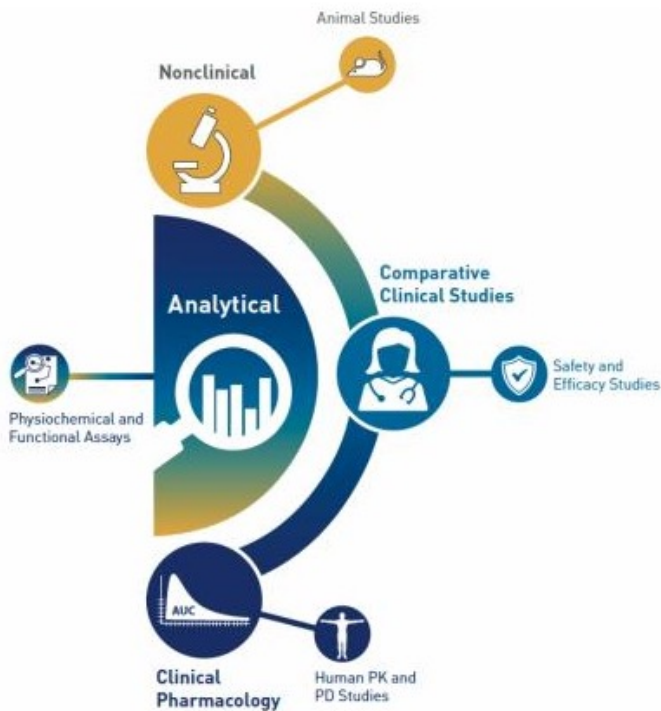 Animal Studies
Nonclinical
Comparative
Clinical Studies
Analytical
Safety and
Efficacy Studies
Physiochemical and
Functional Assays
AUC
Clinical
Pharmacology
Human PK and
PD Studies